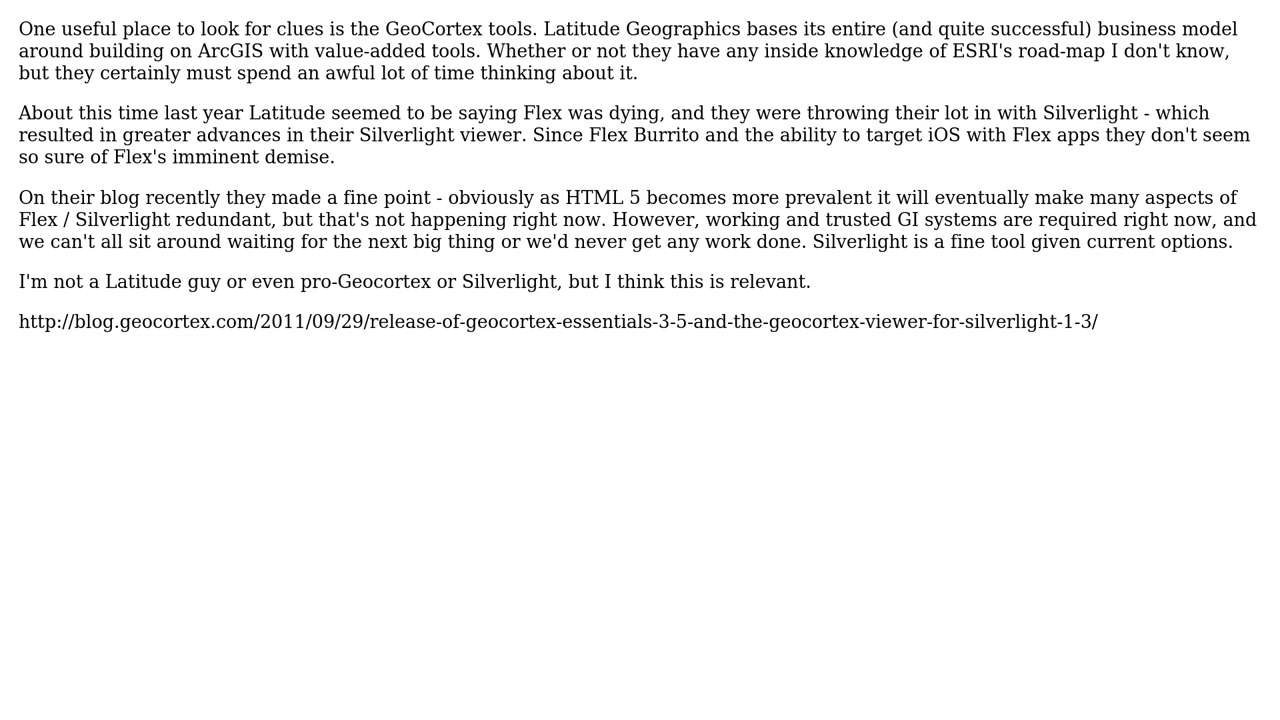 One useful place to look for clues is the GeoCortex tools. Latitude Geographics bases its entire (and quite successful) business model
around building on ArcGIS with value-added tools. Whether or not they have any inside knowledge of ESRI's road-map I don't know,
but they certainly must spend an awful lot of time thinking about it.
About this time last year Latitude seemed to be saying Flex was dying, and they were throwing their lot in with Silverlight - which
resulted in greater advances in their Silverlight viewer. Since Flex Burrito and the ability to target iOS with Flex apps they don't seem
so sure of Flex's imminent demise.
On their blog recently they made a fine point - obviously as HTML 5 becomes more prevalent it will eventually make many aspects of
Flex / Silverlight redundant, but that's not happening right now. However, working and trusted GI systems are required right now, and
we can't all sit around waiting for the next big thing or we'd never get any work done. Silverlight is a fine tool given current options.
I'm not a Latitude guy or even pro-Geocortex or Silverlight, but I think this is relevant.
http://blog.geocortex.com/2011/09/29/release-of-geocortex-essentials-3-5-and-the-geocortex-viewer-for-silverlight-1-3/